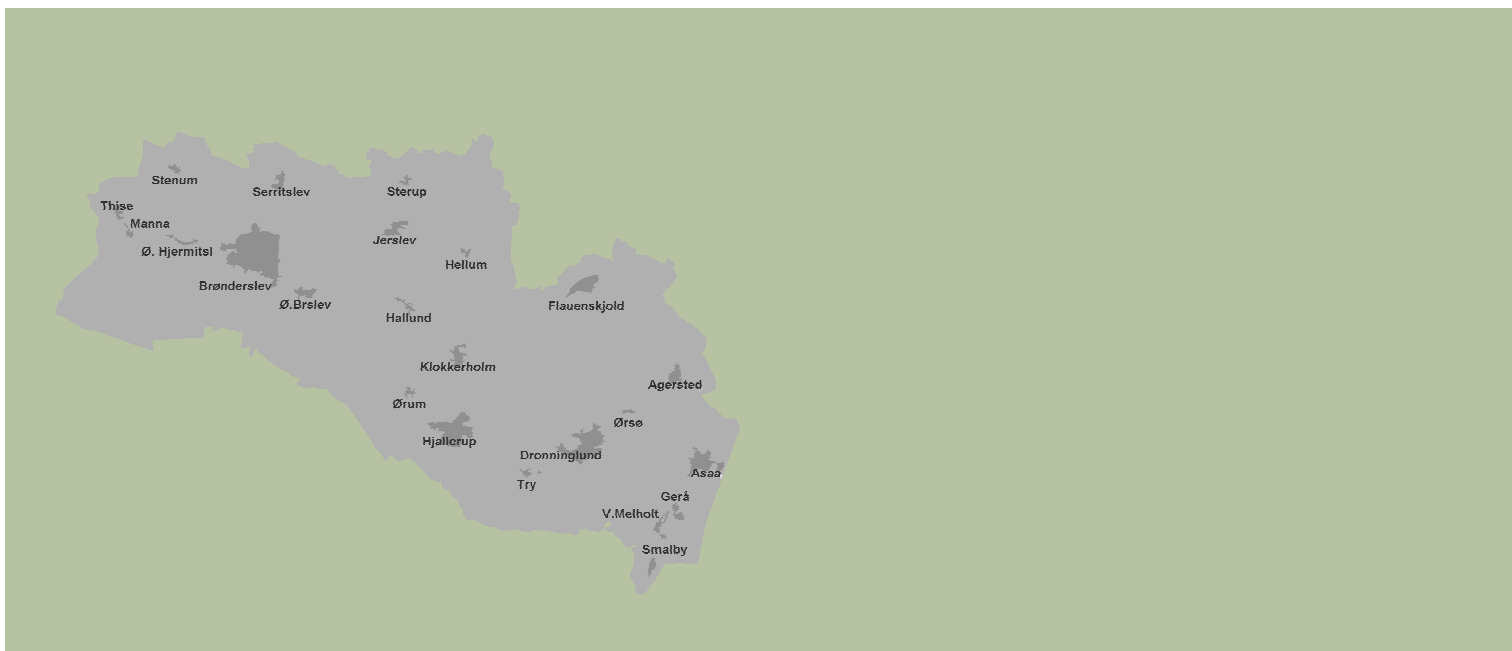 Stenum
Serritslev
Sterup
Thise
Manna
Jerslev
Ø. Hjermitsl
Hellum
Brønderslev
Ø.Brslev
Flauenskjold
Hallund
Klokkerholm
Agersted
Ørum
Ørsø
Hjallerup
Dronninglund
Asaa
Try
Gerå
V.Melholt
Smalby